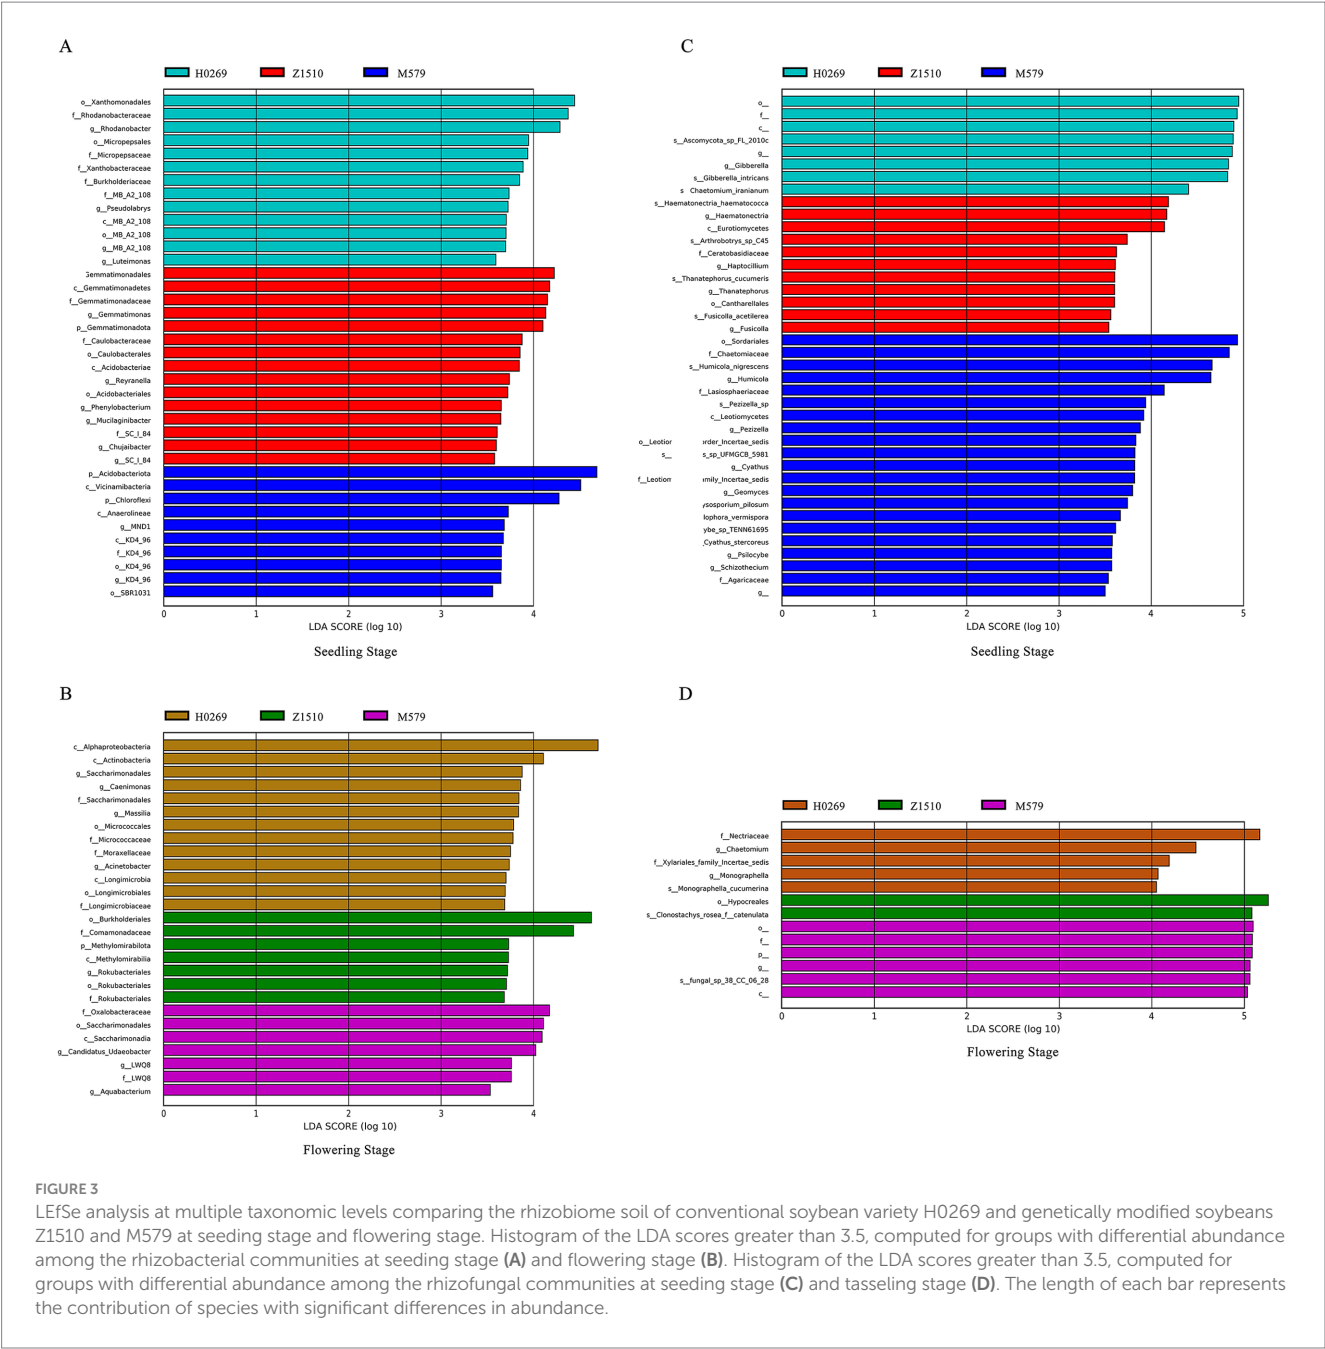 A
H0269 Z1510 M579
o__Xanthomonadales
f__Rhodanobacteraceae
g__Rhodanobacter
o__Micropepsales
f__Micropepsaceae
f__Xanthobacteraceae
f__Burkholderiaceae
f__MB_A2_108
g__Pseudolabrys
c__MB_A2_108
o__MB_A2_108
g__MB_A2_108
g__Luteimonas
Gemmatimonadales
c__Gemmatimonadetes
f__Gemmatimonadaceae
g__Gemmatimonas
p__Gemmatimonadota
f__Caulobacteraceae
o__Caulobacterales
c__Acidobacteriae
g__Reyranella
o__Acidobacteriales
g__Phenylobacterium
g__Mucilaginibacter
f__SC_I_84
g__Chujaibacter
g__SC_I_84
p__Acidobacteriota
c__Vicinamibacteria
p__Chloroflexi
c__Anaerolineae
g__MND1
c__KD4_96
f__KD4_96
o__KD4_96
g__KD4_96
o__SBR1031
0 1 2 3 4
LDA SCORE (log 10)
Seedling Stage
C
H0269 Z1510 M579
o__
f__
c__
s__Ascomycota_sp_FL_2010c
g__
g__Gibberella
s__Gibberella_intricans
s Chaetomium_iranianum
s__Haematonectria_haematococca
g__Haematonectria
c__Eurotiomycetes
s__Arthrobotrys_sp_C45
f__Ceratobasidiaceae
g__Haptocillium
s__Thanatephorus_cucumeris
g__Thanatephorus
o__Cantharellales
s__Fusicolla_acetilerea
g__Fusicolla
o__Sordariales
f__Chaetomiaceae
s__Humicola_nigrescens
g__Humicola
f__Lasiosphaeriaceae
s__Pezizella_sp
c__Leotiomycetes
g__Pezizella
o__Leotior rder_Incertae_sedis
s__ s_sp_UFMGCB_5981
g__Cyathus
f__Leotiom mily_Incertae_sedis
g__Geomyces
ysosporium_pilosum
lophora_vermispora
ybe_sp_TENN61695
Cyathus_stercoreus
g__Psilocybe
g__Schizothecium
f__Agaricaceae
g__
0 1 2 3 4 5
LDA SCORE (log 10)
Seedling Stage
B
H0269 Z1510 M579
c__Alphaproteobacteria
c__Actinobacteria
g__Saccharimonadales
g__Caenimonas
f__Saccharimonadales
g__Massilia
o__Micrococcales
f__Micrococcaceae
f__Moraxellaceae
g__Acinetobacter
c__Longimicrobia
o__Longimicrobiales
f__Longimicrobiaceae
o__Burkholderiales
f__Comamonadaceae
p__Methylomirabilota
c__Methylomirabilia
g__Rokubacteriales
o__Rokubacteriales
f__Rokubacteriales
f__Oxalobacteraceae
o__Saccharimonadales
c__Saccharimonadia
g__Candidatus_Udaeobacter
g__LWQ8
f__LWQ8
g__Aquabacterium
0 1 2 3 4
LDA SCORE (log 10)
Flowering Stage
D
H0269 Z1510 M579
f__Nectriaceae
g__Chaetomium
f__Xylariales_family_Incertae_sedis
g__Monographella
s__Monographella_cucumerina
o__Hypocreales
s__Clonostachys_rosea_f__catenulata
o__
f__
p__
g__
s__fungal_sp_38_CC_06_28
c__
0 1 2 3 4 5
LDA SCORE (log 10)
Flowering Stage
FIGURE 3
LEfSe analysis at multiple taxonomic levels comparing the rhizobiome soil of conventional soybean variety H0269 and genetically modified soybeans
Z1510 and M579 at seeding stage and flowering stage. Histogram of the LDA scores greater than 3.5, computed for groups with differential abundance
among the rhizobacterial communities at seeding stage (A) and flowering stage (B). Histogram of the LDA scores greater than 3.5, computed for
groups with differential abundance among the rhizofungal communities at seeding stage (C) and tasseling stage (D). The length of each bar represents
the contribution of species with significant differences in abundance.